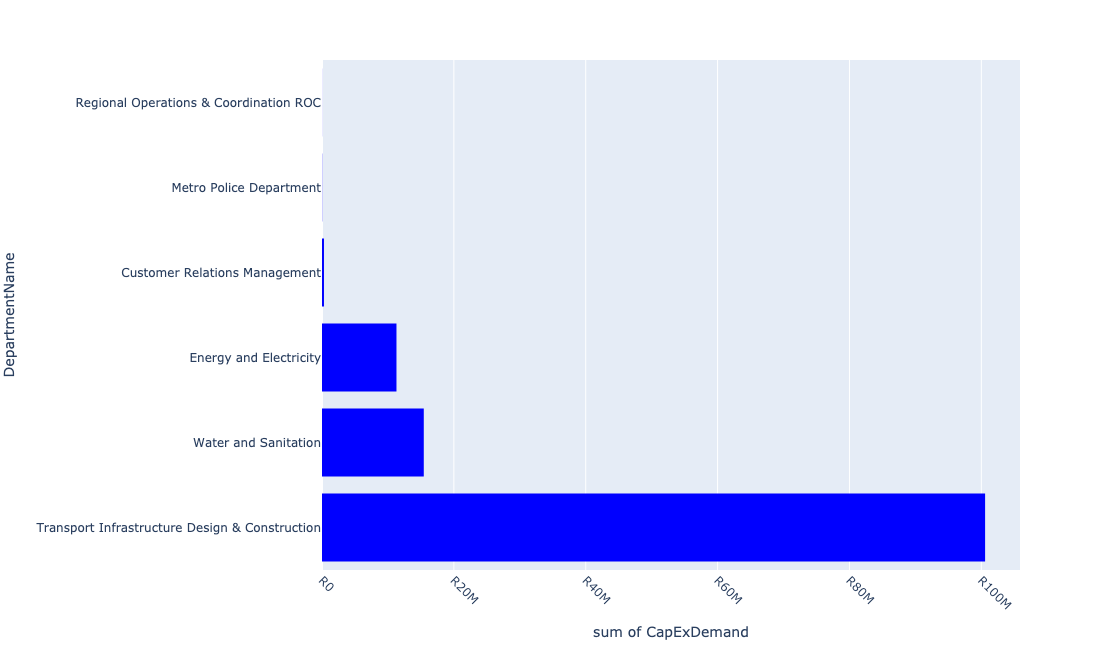 Regional Operations & Coordination ROC
Metro Police Department
Customer Relations Management
Energy and Electricity
Water and Sanitation
Transport Infrastructure Design & Construction
DepartmentName
R0
R20M
R40M
R60M
R80M
R100M
sum of CapExDemand